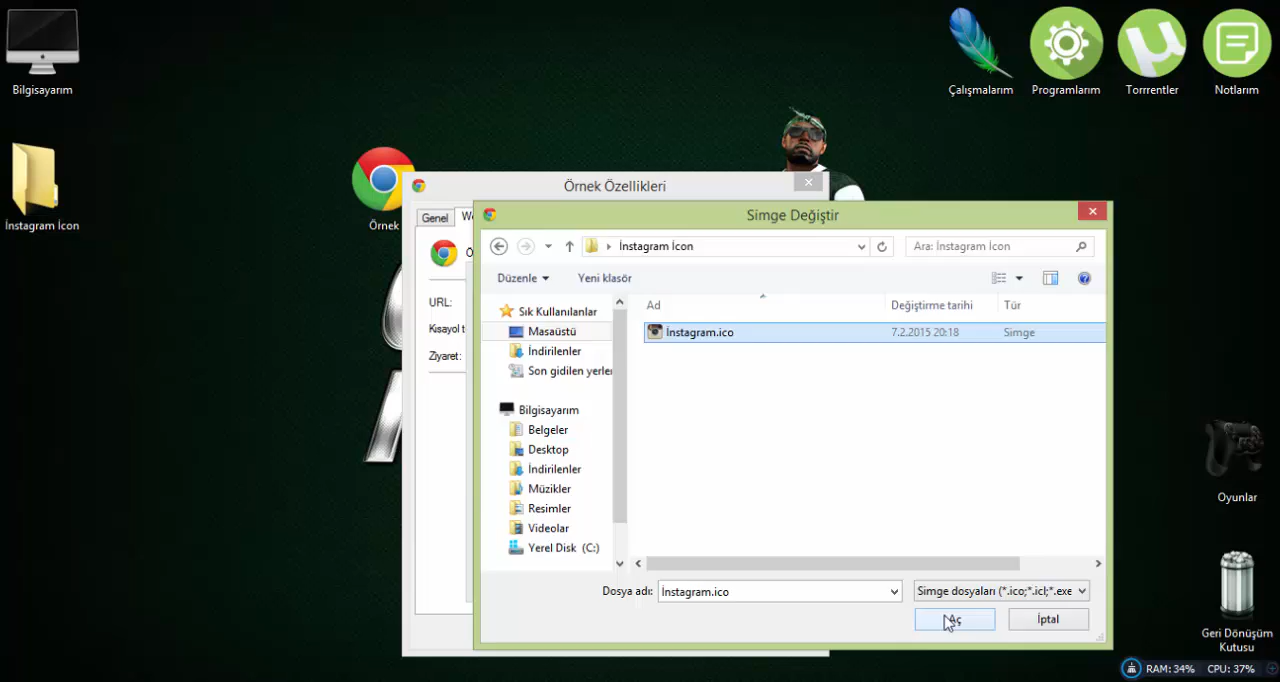 Bilgisayarım
Çalışmalarım
Programlarım
Torrrentler
Notlarım
İnstagram İcon
Örnek
Örnek Özellikleri
Genel
URL:
Ziyaret:
Simge Değiştir
İnstagram İcon
Ara: İnstagram İcon
Düzenle
Yeni klasör
Sık Kullanılanlar
Masaüstü
İndirilenler
Son gidilen yerler
Bilgisayarım
Belgeler
Desktop
İndirilenler
Müzikler
Resimler
Videolar
Yerel Disk (C:)
Ad
Değiştirme tarihi
Tür
İnstagram.ico
7.2.2015 20:18
Simge
Dosya adı:
İnstagram.ico
Simge dosyaları (*.ico;*.icl;*.exe
Aç
İptal
Oyunlar
Geri Dönüşüm
Kutusu
RAM: 34%
CPU: 37%